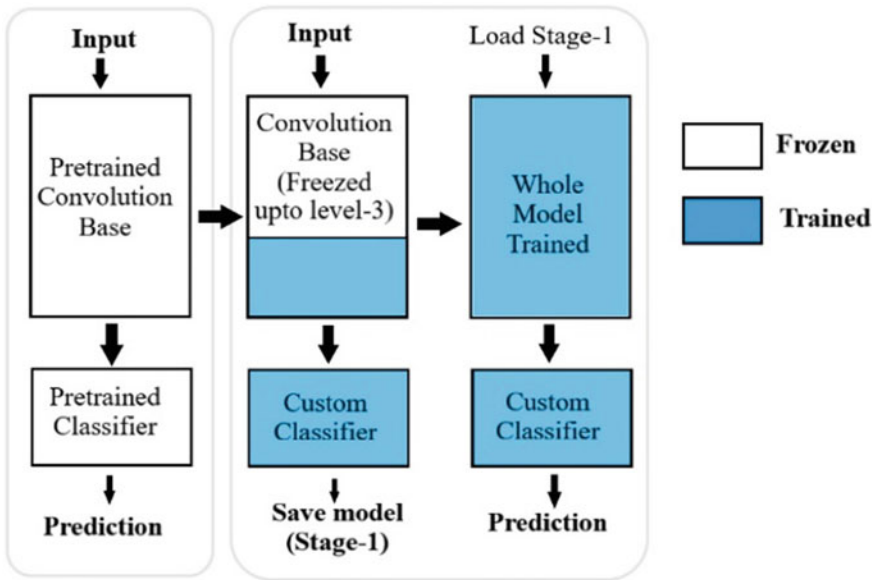 Input
Pretrained
Convolution
Base
Pretrained
Classifier
Prediction
Input
Convolution
Base
(Freezed
upto level-3)
Custom
Classifier
Save model
(Stage-1)
Load Stage-1
Whole
Model
Trained
Custom
Classifier
Prediction
Frozen
Trained